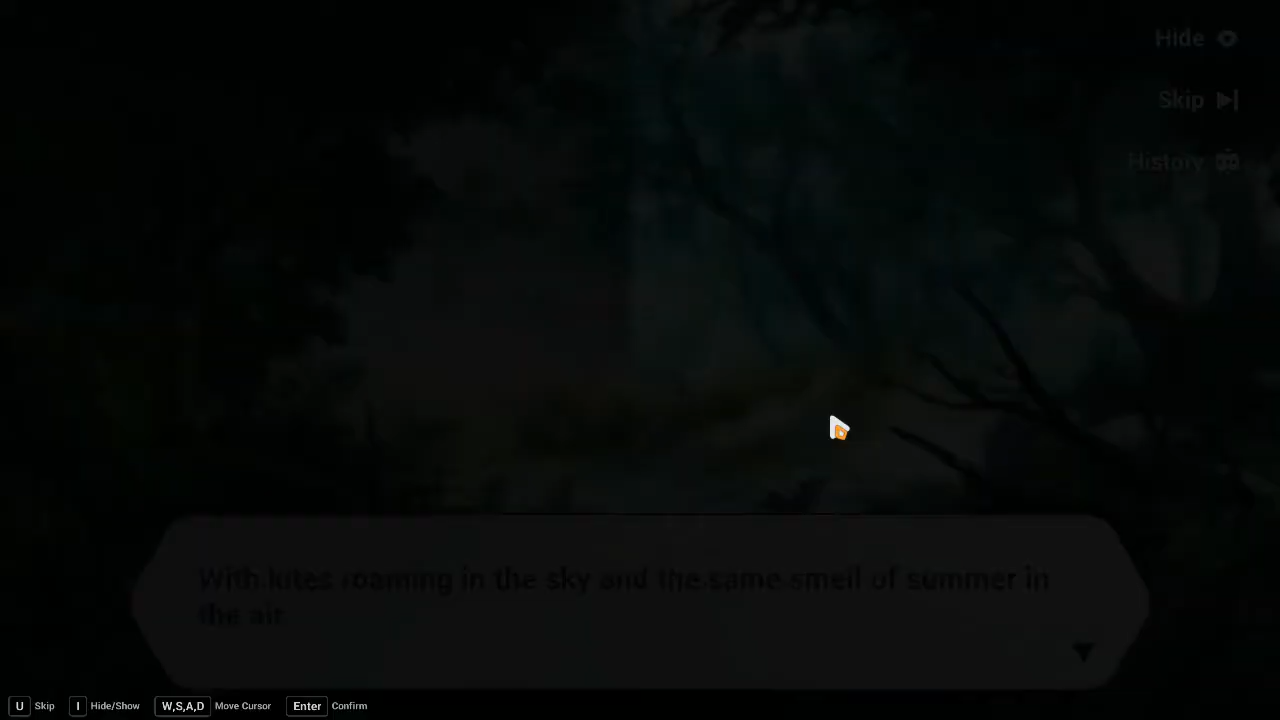 Hide
Skip
History
With kites roaming in the sky and the same smell of summer in
the air
U Skip I Hide/Show W,S,A,D Move Cursor Enter Confirm